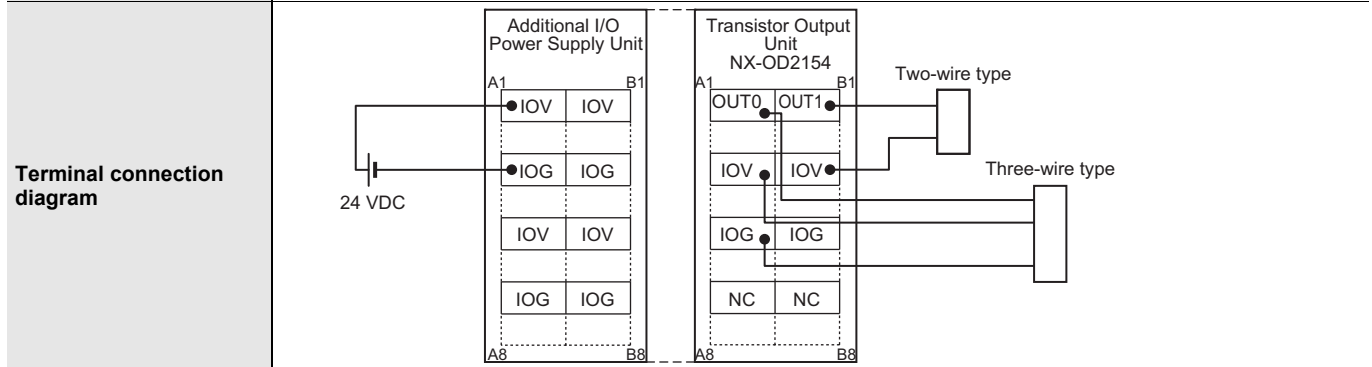 Terminal connection
diagram
Additional I/O
Power Supply Unit
A1
B1
IOV IOV
IOG IOG
IOV IOV
IOG IOG
A8
B8
24 VDC
Transistor Output
Unit
NX-OD2154
A1
B1
OUT0 OUT1
IOV IOV
IOG IOG
NC NC
A8
B8
Two-wire type
Three-wire type